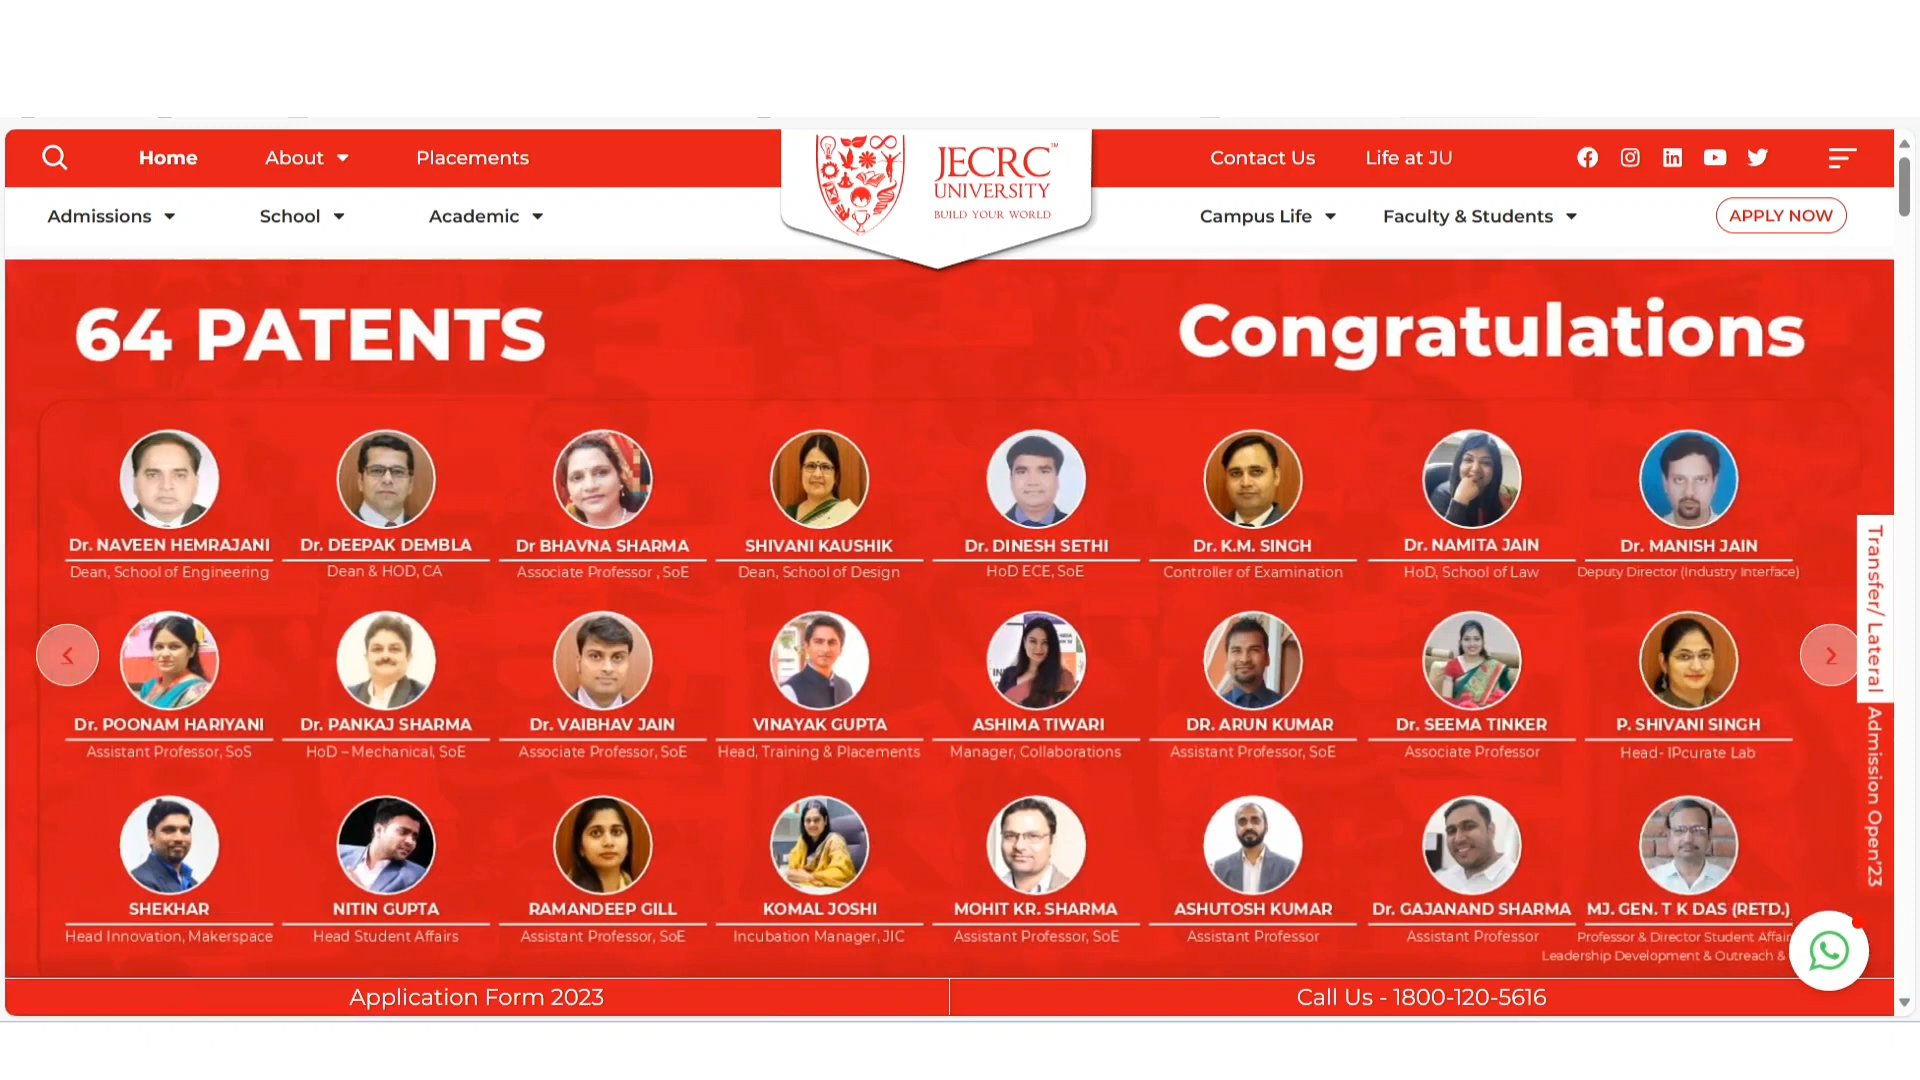 Home About Placements
JECRC™
UNIVERSITY
BUILD YOUR WORLD
Contact Us Life at JU
Admissions School Academic
Campus Life Faculty & Students APPLY NOW
64 PATENTS
Congratulations
Dr. NAVEEN HEMRAJANI Dr. DEEPAK DEMBLA Dr BHAVNA SHARMA SHIVANI KAUSHIK Dr. DINESH SETHI Dr. K.M. SINGH Dr. NAMITA JAIN Dr. MANISH JAIN
Dean, School of Engineering Dean & HOD, CA Associate Professor , SoE Dean, School of Design HoD ECE, SoE Controller of Examination HoD, School of Law Deputy Director (Industry Interface)
Dr. POONAM HARIYANI Dr. PANKAJ SHARMA Dr. VAIBHAV JAIN VINAYAK GUPTA ASHIMA TIWARI DR. ARUN KUMAR Dr. SEEMA TINKER P. SHIVANI SINGH
Assistant Professor, SoS HoD – Mechanical, SoE Associate Professor, SoE Head, Training & Placements Manager, Collaborations Assistant Professor, SoE Associate Professor Head- IPcurate Lab
SHEKHAR NITIN GUPTA RAMANDEEP GILL KOMAL JOSHI MOHIT KR. SHARMA ASHUTOSH KUMAR Dr. GAJANAND SHARMA MJ. GEN. T K DAS (RETD.)
Head Innovation, Makerspace Head Student Affairs Assistant Professor, SoE Incubation Manager, JIC Assistant Professor, SoE Assistant Professor Assistant Professor Professor & Director Student Affair
Leadership Development & Outreach &
Transfer/ Lateral Admission Open'23
Application Form 2023 Call Us - 1800-120-5616